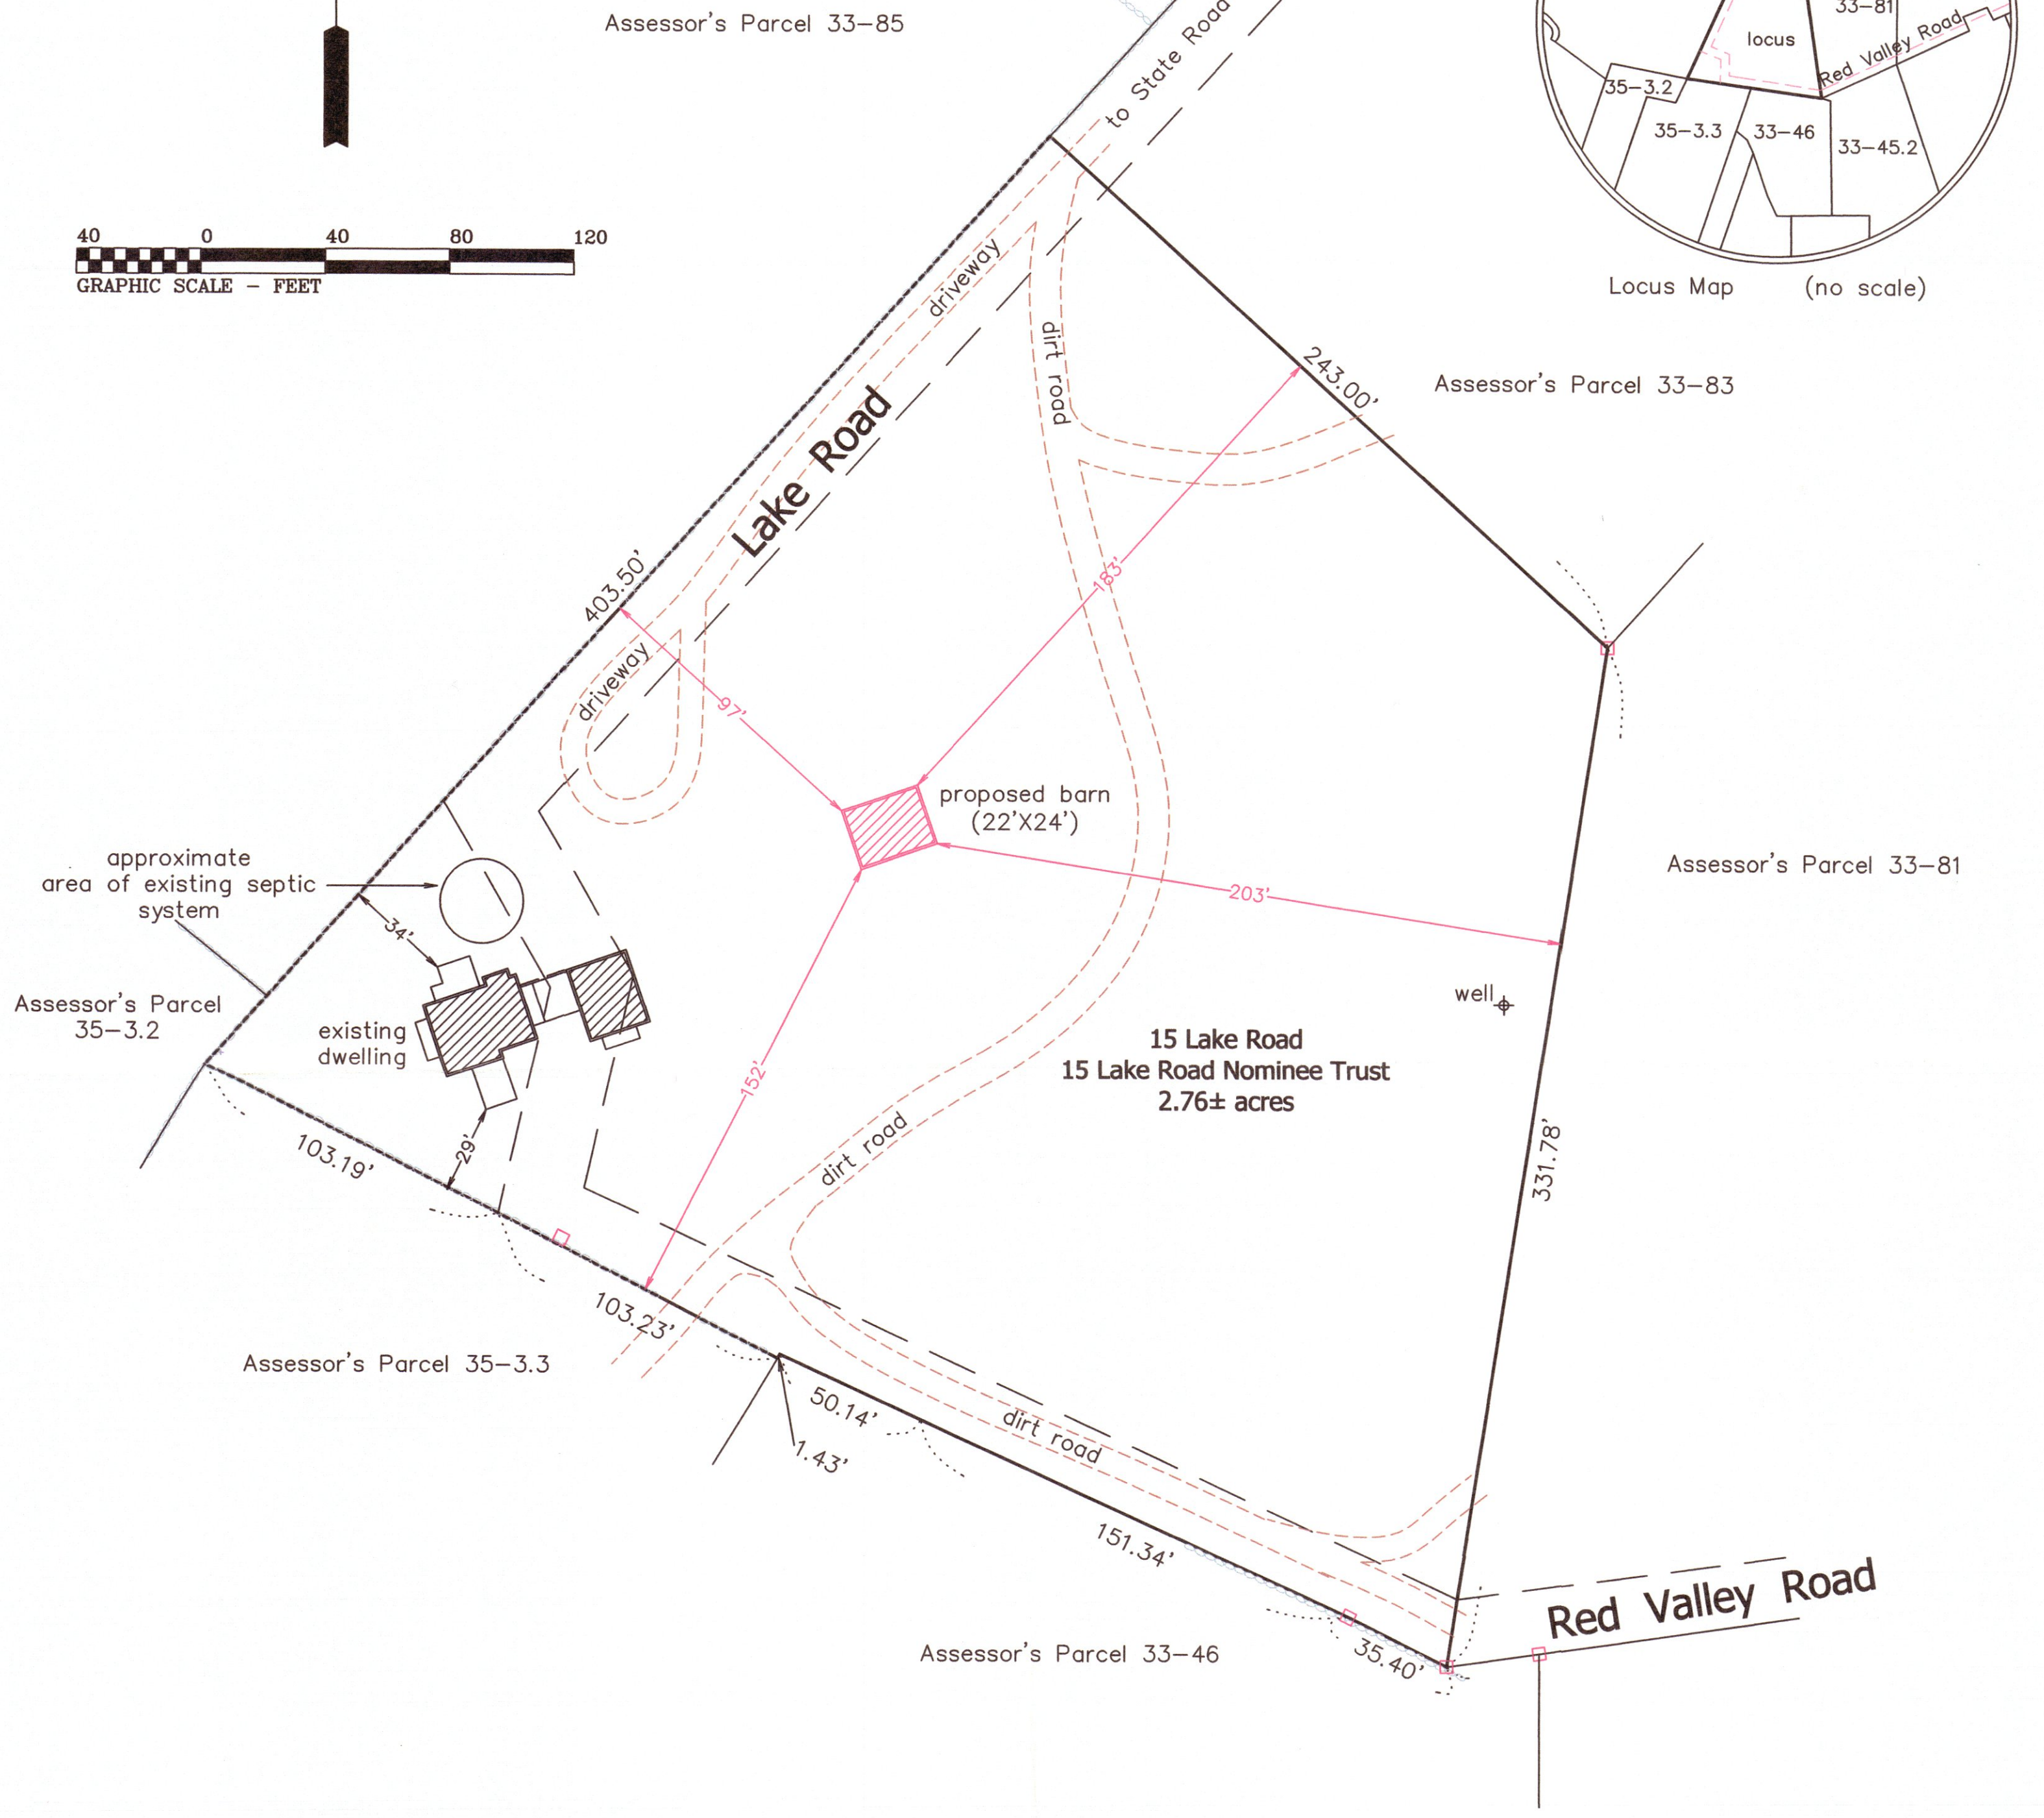 Assessor's Parcel 33-85
to State Road
33-81
locus
Red Valley Road
35-3.2
35-3.3
33-46
33-45.2
Locus Map (no scale)
40 0 40 80 120
GRAPHIC SCALE - FEET
driveway
dirt road
243.00'
Assessor's Parcel 33-83
Lake Road
403.50'
183'
driveway
97'
proposed barn
(22'X24')
approximate
area of existing septic
system
Assessor's Parcel 33-81
203'
34'
well
Assessor's Parcel
35-3.2
existing
dwelling
15 Lake Road
15 Lake Road Nominee Trust
2.76± acres
152'
dirt road
29'
103.19'
331.78'
103.23'
Assessor's Parcel 35-3.3
50.14'
1.43'
dirt road
151.34'
Red Valley Road
Assessor's Parcel 33-46
35.40'